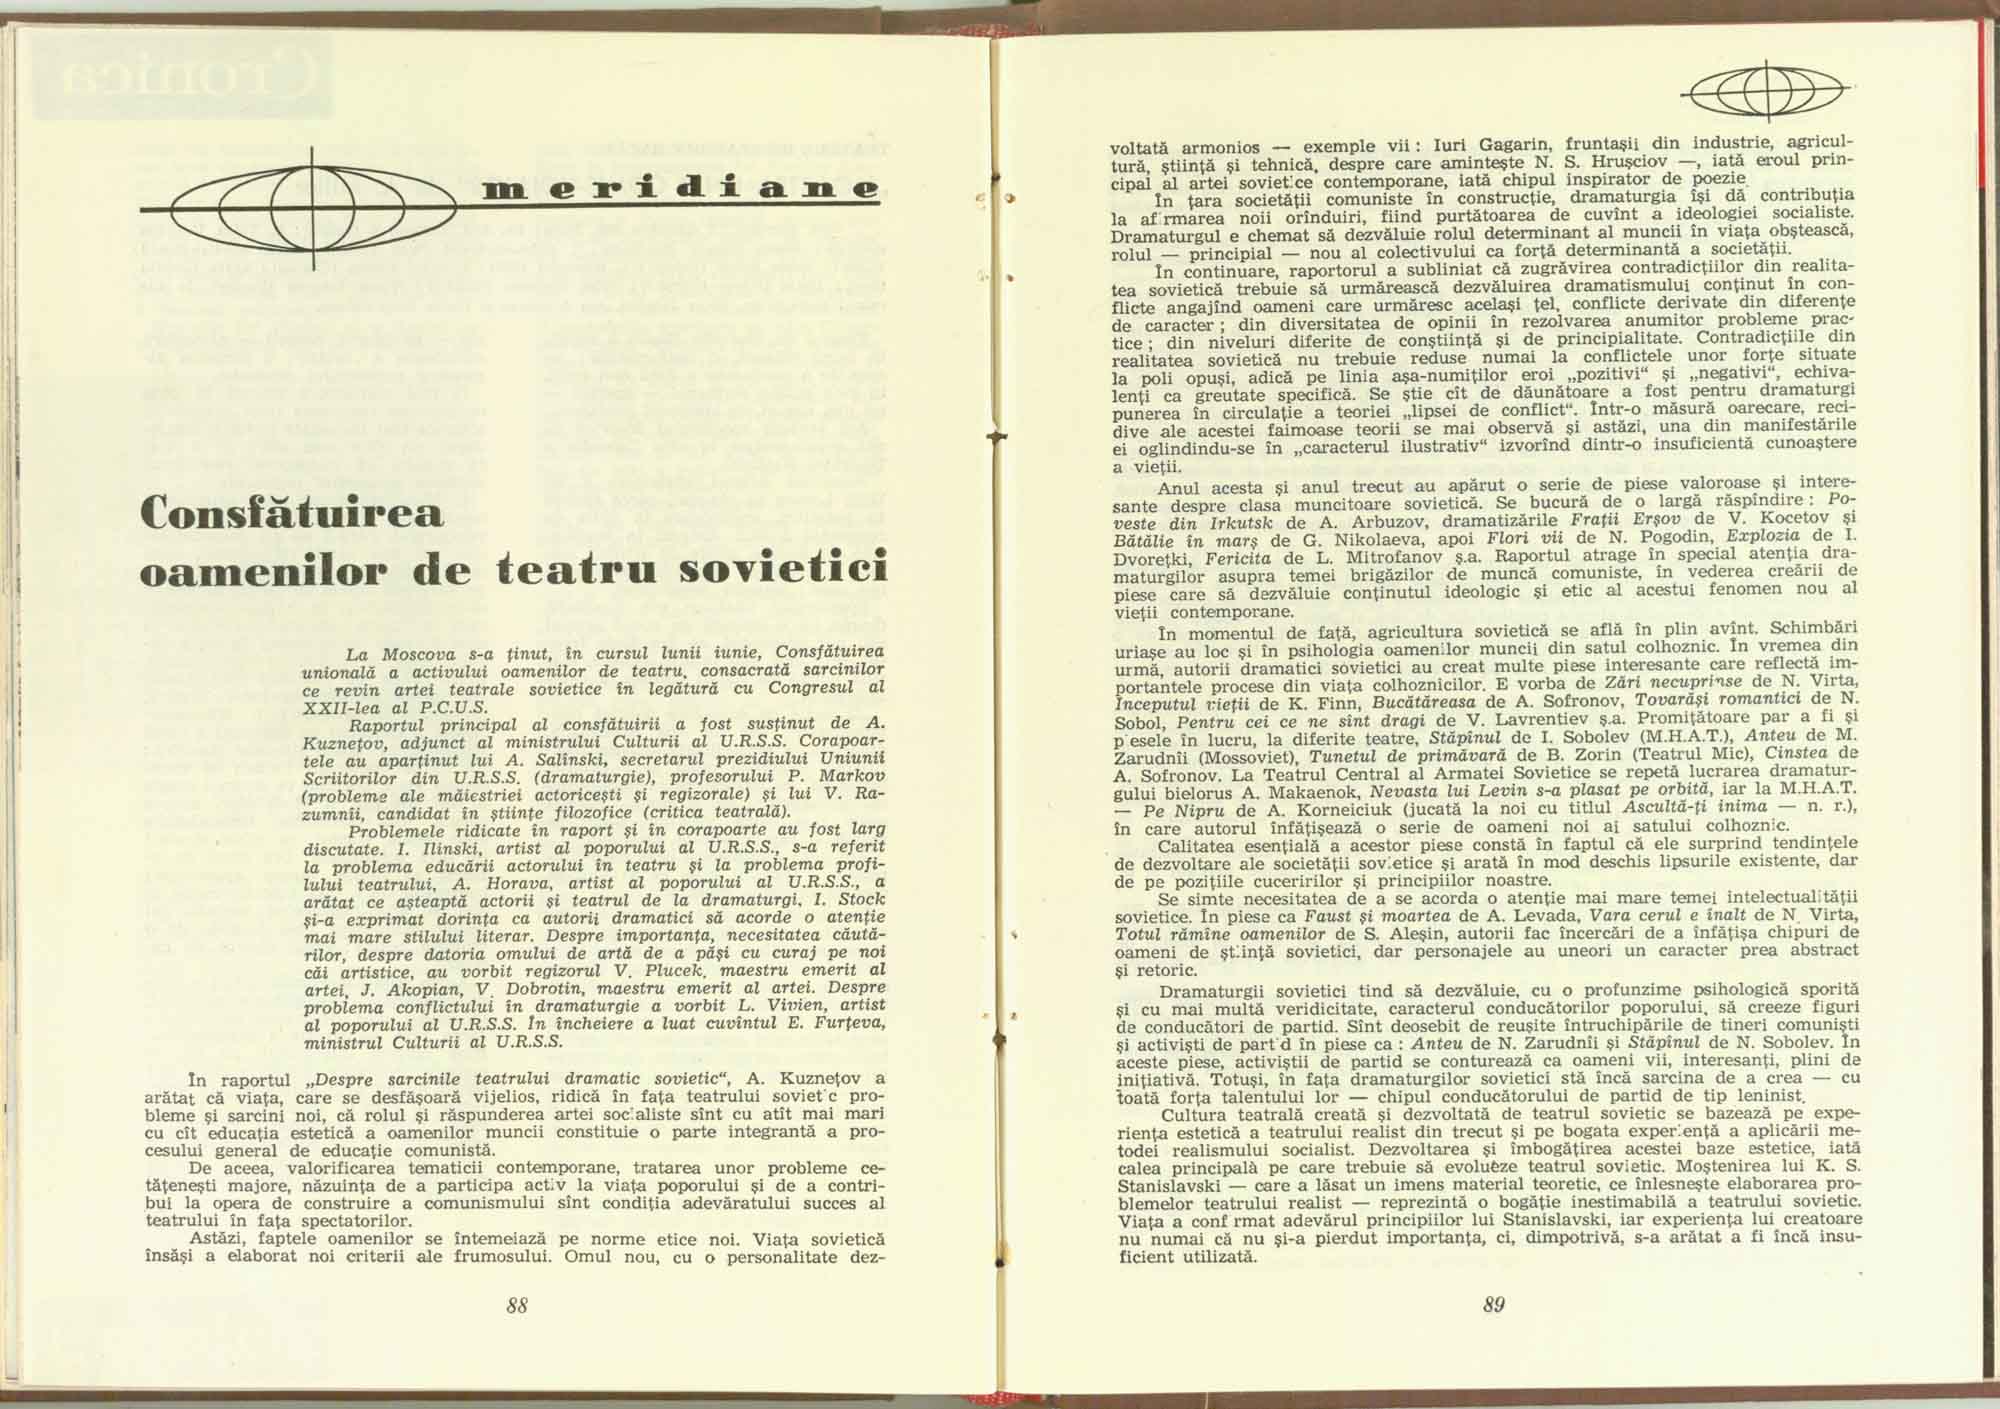 meridiane
Consfătuirea
oamenilor de teatru sovietici
La Moscova s-a ținut, în cursul lunii iunie, Consfătuirea
unională a activului oamenilor de teatru, consacrată sarcinilor
ce revin artei teatrale sovietice în legătură cu Congresul al
XXII-lea al P.C.U.S.
Raportul principal al consfătuirii a fost susținut de A.
Kuznețov, adjunct al ministrului Culturii al U.R.S.S. Corapoar-
tele au aparținut lui A. Salînski, secretarul prezidiului Uniunii
Scriitorilor din U.R.S.S. (dramaturgie), profesorului P. Markov
(probleme ale măiestriei actoricești și regizorale) și lui V. Ra-
zumnîi, candidat în științe filozofice (critica teatrală).
Problemele ridicate în raport și în corapoarte au fost larg
discutate. I. Ilinski, artist al poporului al U.R.S.S., s-a referit
la problema educării actorului în teatru și la problema profi-
lului teatrului, A. Horava, artist al poporului al U.R.S.S., a
arătat ce așteaptă actorii și teatrul de la dramaturgi, I. Stock
și-a exprimat dorința ca autorii dramatici să acorde o atenție
mai mare stilului literar. Despre importanța, necesitatea căută-
rilor, despre datoria omului de artă de a păși cu curaj pe noi
căi artistice, au vorbit regizorul V. Plucek, maestru emerit al
artei, J. Akopian, V. Dobrotin, maestru emerit al artei. Despre
problema conflictului în dramaturgie a vorbit L. Vivien, artist
al poporului al U.R.S.S. În încheiere a luat cuvîntul E. Furțeva,
ministrul Culturii al U.R.S.S.
În raportul „Despre sarcinile teatrului dramatic sovietic“, A. Kuznețov a
arătat că viața, care se desfășoară vijelios, ridică în fața teatrului sovietic pro-
bleme și sarcini noi, că rolul și răspunderea artei socialiste sînt cu atît mai mari
cu cît educația estetică a oamenilor muncii constituie o parte integrantă a pro-
cesului general de educație comunistă.
De aceea, valorificarea tematicii contemporane, tratarea unor probleme ce-
tățenești majore, năzuința de a participa activ la viața poporului și de a contri-
bui la opera de construire a comunismului sînt condiția adevăratului succes al
teatrului în fața spectatorilor.
Astăzi, faptele oamenilor se întemeiază pe norme etice noi. Viața sovietică
însăși a elaborat noi criterii ale frumosului. Omul nou, cu o personalitate dez-
88
voltată armonios — exemple vii : Iuri Gagarin, fruntașii din industrie, agricul-
tură, știință și tehnică, despre care amintește N. S. Hrușciov —, iată eroul prin-
cipal al artei sovietice contemporane, iată chipul inspirator de poezie.
În țara societății comuniste în construcție, dramaturgia își dă contribuția
la afirmarea noii orînduiri, fiind purtătoarea de cuvînt a ideologiei socialiste.
Dramaturgul e chemat să dezvăluie rolul determinant al muncii în viața obștească,
rolul — principial — nou al colectivului ca forță determinantă a societății.
În continuare, raportorul a subliniat că zugrăvirea contradicțiilor din realita-
tea sovietică trebuie să urmărească dezvăluirea dramatismului conținut în con-
flicte angajînd oameni care urmăresc același țel, conflicte derivate din diferențe
de caracter ; din diversitatea de opinii în rezolvarea anumitor probleme prac-
tice ; din niveluri diferite de conștiință și de principialitate. Contradicțiile din
realitatea sovietică nu trebuie reduse numai la conflictele unor forțe situate
la poli opuși, adică pe linia așa-numiților eroi „pozitivi“ și „negativi“, echiva-
lenți ca greutate specifică. Se știe cît de dăunătoare a fost pentru dramaturgi
punerea în circulație a teoriei „lipsei de conflict“. Într-o măsură oarecare, reci-
dive ale acestei faimoase teorii se mai observă și astăzi, una din manifestările
ei oglindindu-se în „caracterul ilustrativ“ izvorînd dintr-o insuficientă cunoaștere
a vieții.
Anul acesta și anul trecut au apărut o serie de piese valoroase și intere-
sante despre clasa muncitoare sovietică. Se bucură de o largă răspîndire : Po-
veste din Irkutsk de A. Arbuzov, dramatizările Frații Erșov de V. Kocetov și
Bătălie în marș de G. Nikolaeva, apoi Flori vii de N. Pogodin, Explozia de I.
Dvorețki, Fericita de L. Mitrofanov ș.a. Raportul atrage în special atenția dra-
maturgilor asupra temei brigăzilor de muncă comuniste, în vederea creării de
piese care să dezvăluie conținutul ideologic și etic al acestui fenomen nou al
vieții contemporane.
În momentul de față, agricultura sovietică se află în plin avînt. Schimbări
uriașe au loc și în psihologia oamenilor muncii din satul colhoznic. În vremea din
urmă, autorii dramatici sovietici au creat multe piese interesante care reflectă im-
portantele procese din viața colhoznicilor. E vorba de Zări necuprinse de N. Virta,
Începutul vieții de K. Finn, Bucătăreasa de A. Sofronov, Tovarăși romantici de N.
Sobol, Pentru cei ce ne sînt dragi de V. Lavrentiev ș.a. Promițătoare par a fi și
piesele în lucru, la diferite teatre, Stăpînul de I. Sobolev (M.H.A.T.), Anteu de M.
Zarudnîi (Mossoviet), Tunetul de primăvară de B. Zorin (Teatrul Mic), Cinstea de
A. Sofronov. La Teatrul Central al Armatei Sovietice se repetă lucrarea dramatur-
gului bielorus A. Makaenok, Nevasta lui Levin s-a plasat pe orbită, iar la M.H.A.T.
— Pe Nipru de A. Korneiciuk (jucată la noi cu titlul Ascultă-ți inima — n. r.),
în care autorul înfățișează o serie de oameni noi ai satului colhoznic.
Calitatea esențială a acestor piese constă în faptul că ele surprind tendințele
de dezvoltare ale societății sovietice și arată în mod deschis lipsurile existente, dar
de pe pozițiile cuceririlor și principiilor noastre.
Se simte necesitatea de a se acorda o atenție mai mare temei intelectualității
sovietice. În piese ca Faust și moartea de A. Levada, Vara cerul e înalt de N. Virta,
Totul rămîne oamenilor de S. Aleșin, autorii fac încercări de a înfățișa chipuri de
oameni de știință sovietici, dar personajele au uneori un caracter prea abstract
și retoric.
Dramaturgii sovietici tind să dezvăluie, cu o profunzime psihologică sporită
și cu mai multă veridicitate, caracterul conducătorilor poporului, să creeze figuri
de conducători de partid. Sînt deosebit de reușite întruchipările de tineri comuniști
și activiști de partid în piese ca : Anteu de N. Zarudnîi și Stăpînul de N. Sobolev. În
aceste piese, activiștii de partid se conturează ca oameni vii, interesanți, plini de
inițiativă. Totuși, în fața dramaturgilor sovietici stă încă sarcina de a crea — cu
toată forța talentului lor — chipul conducătorului de partid de tip leninist.
Cultura teatrală creată și dezvoltată de teatrul sovietic se bazează pe expe-
riența estetică a teatrului realist din trecut și pe bogata experiență a aplicării me-
todei realismului socialist. Dezvoltarea și îmbogățirea acestei baze estetice, iată
calea principală pe care trebuie să evolueze teatrul sovietic. Moștenirea lui K. S.
Stanislavski — care a lăsat un imens material teoretic, ce înlesnește elaborarea pro-
blemelor teatrului realist — reprezintă o bogăție inestimabilă a teatrului sovietic.
Viața a confirmat adevărul principiilor lui Stanislavski, iar experiența lui creatoare
nu numai că nu și-a pierdut importanța, ci, dimpotrivă, s-a arătat a fi încă insu-
ficient utilizată.
89